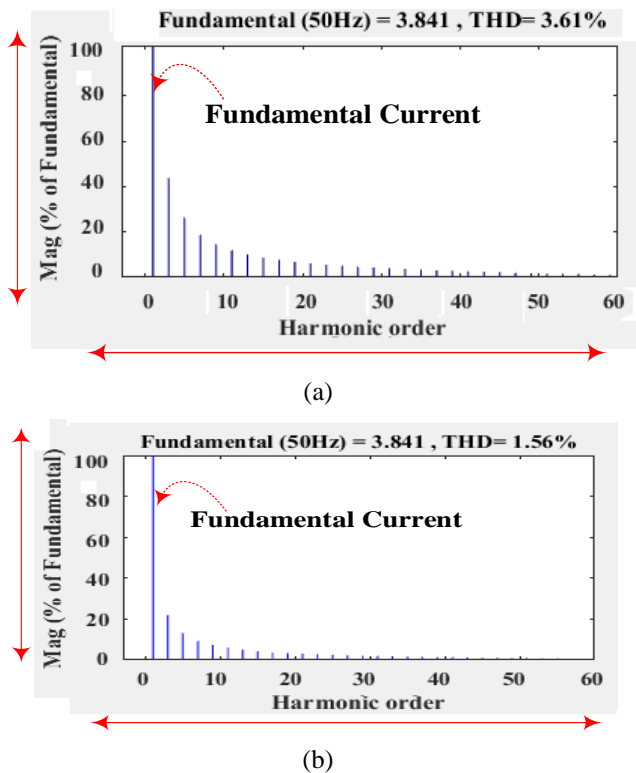 Fundamental (50Hz) = 3.841 , THD= 3.61%
Mag (% of Fundamental)
100
80
60
40
20
0
Fundamental Current
0 10 20 30 40 50 60
Harmonic order
(a)
Fundamental (50Hz) = 3.841 , THD= 1.56%
Mag (% of Fundamental)
100
80
60
40
20
0
Fundamental Current
0 10 20 30 40 50 60
Harmonic order
(b)